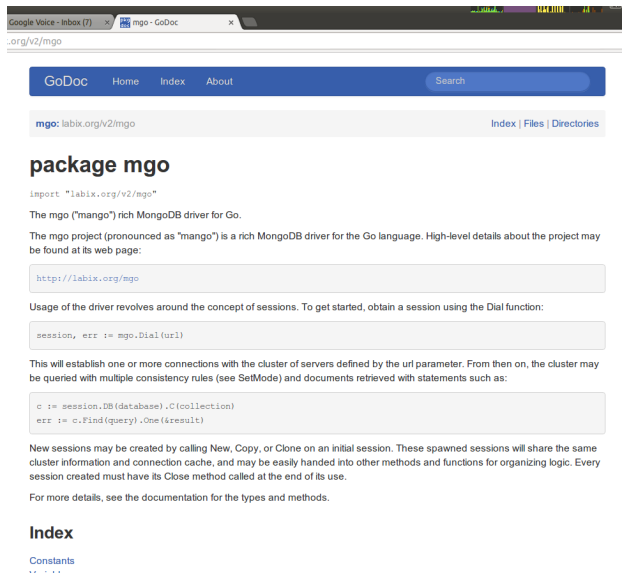 Google Voice - Inbox (7) × mgo - GoDoc ×
.org/v2/mgo
GoDoc Home Index About Search
mgo: labix.org/v2/mgo Index | Files | Directories
package mgo
import "labix.org/v2/mgo"
The mgo ("mango") rich MongoDB driver for Go.
The mgo project (pronounced as "mango") is a rich MongoDB driver for the Go language. High-level details about the project may
be found at its web page:
http://labix.org/mgo
Usage of the driver revolves around the concept of sessions. To get started, obtain a session using the Dial function:
session, err := mgo.Dial(url)
This will establish one or more connections with the cluster of servers defined by the url parameter. From then on, the cluster may
be queried with multiple consistency rules (see SetMode) and documents retrieved with statements such as:
c := session.DB(database).C(collection)
err := c.Find(query).One(&result)
New sessions may be created by calling New, Copy, or Clone on an initial session. These spawned sessions will share the same
cluster information and connection cache, and may be easily handed into other methods and functions for organizing logic. Every
session created must have its Close method called at the end of its use.
For more details, see the documentation for the types and methods.
Index
Constants